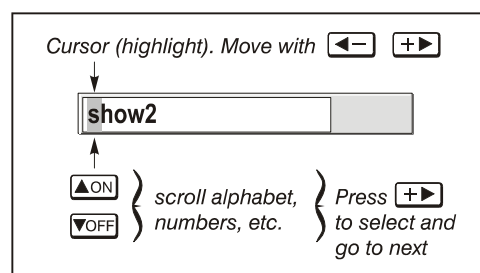 Cursor (highlight). Move with ◄− +►
show2
▲ON
▼OFF
scroll alphabet,
numbers, etc.
Press +►
to select and
go to next